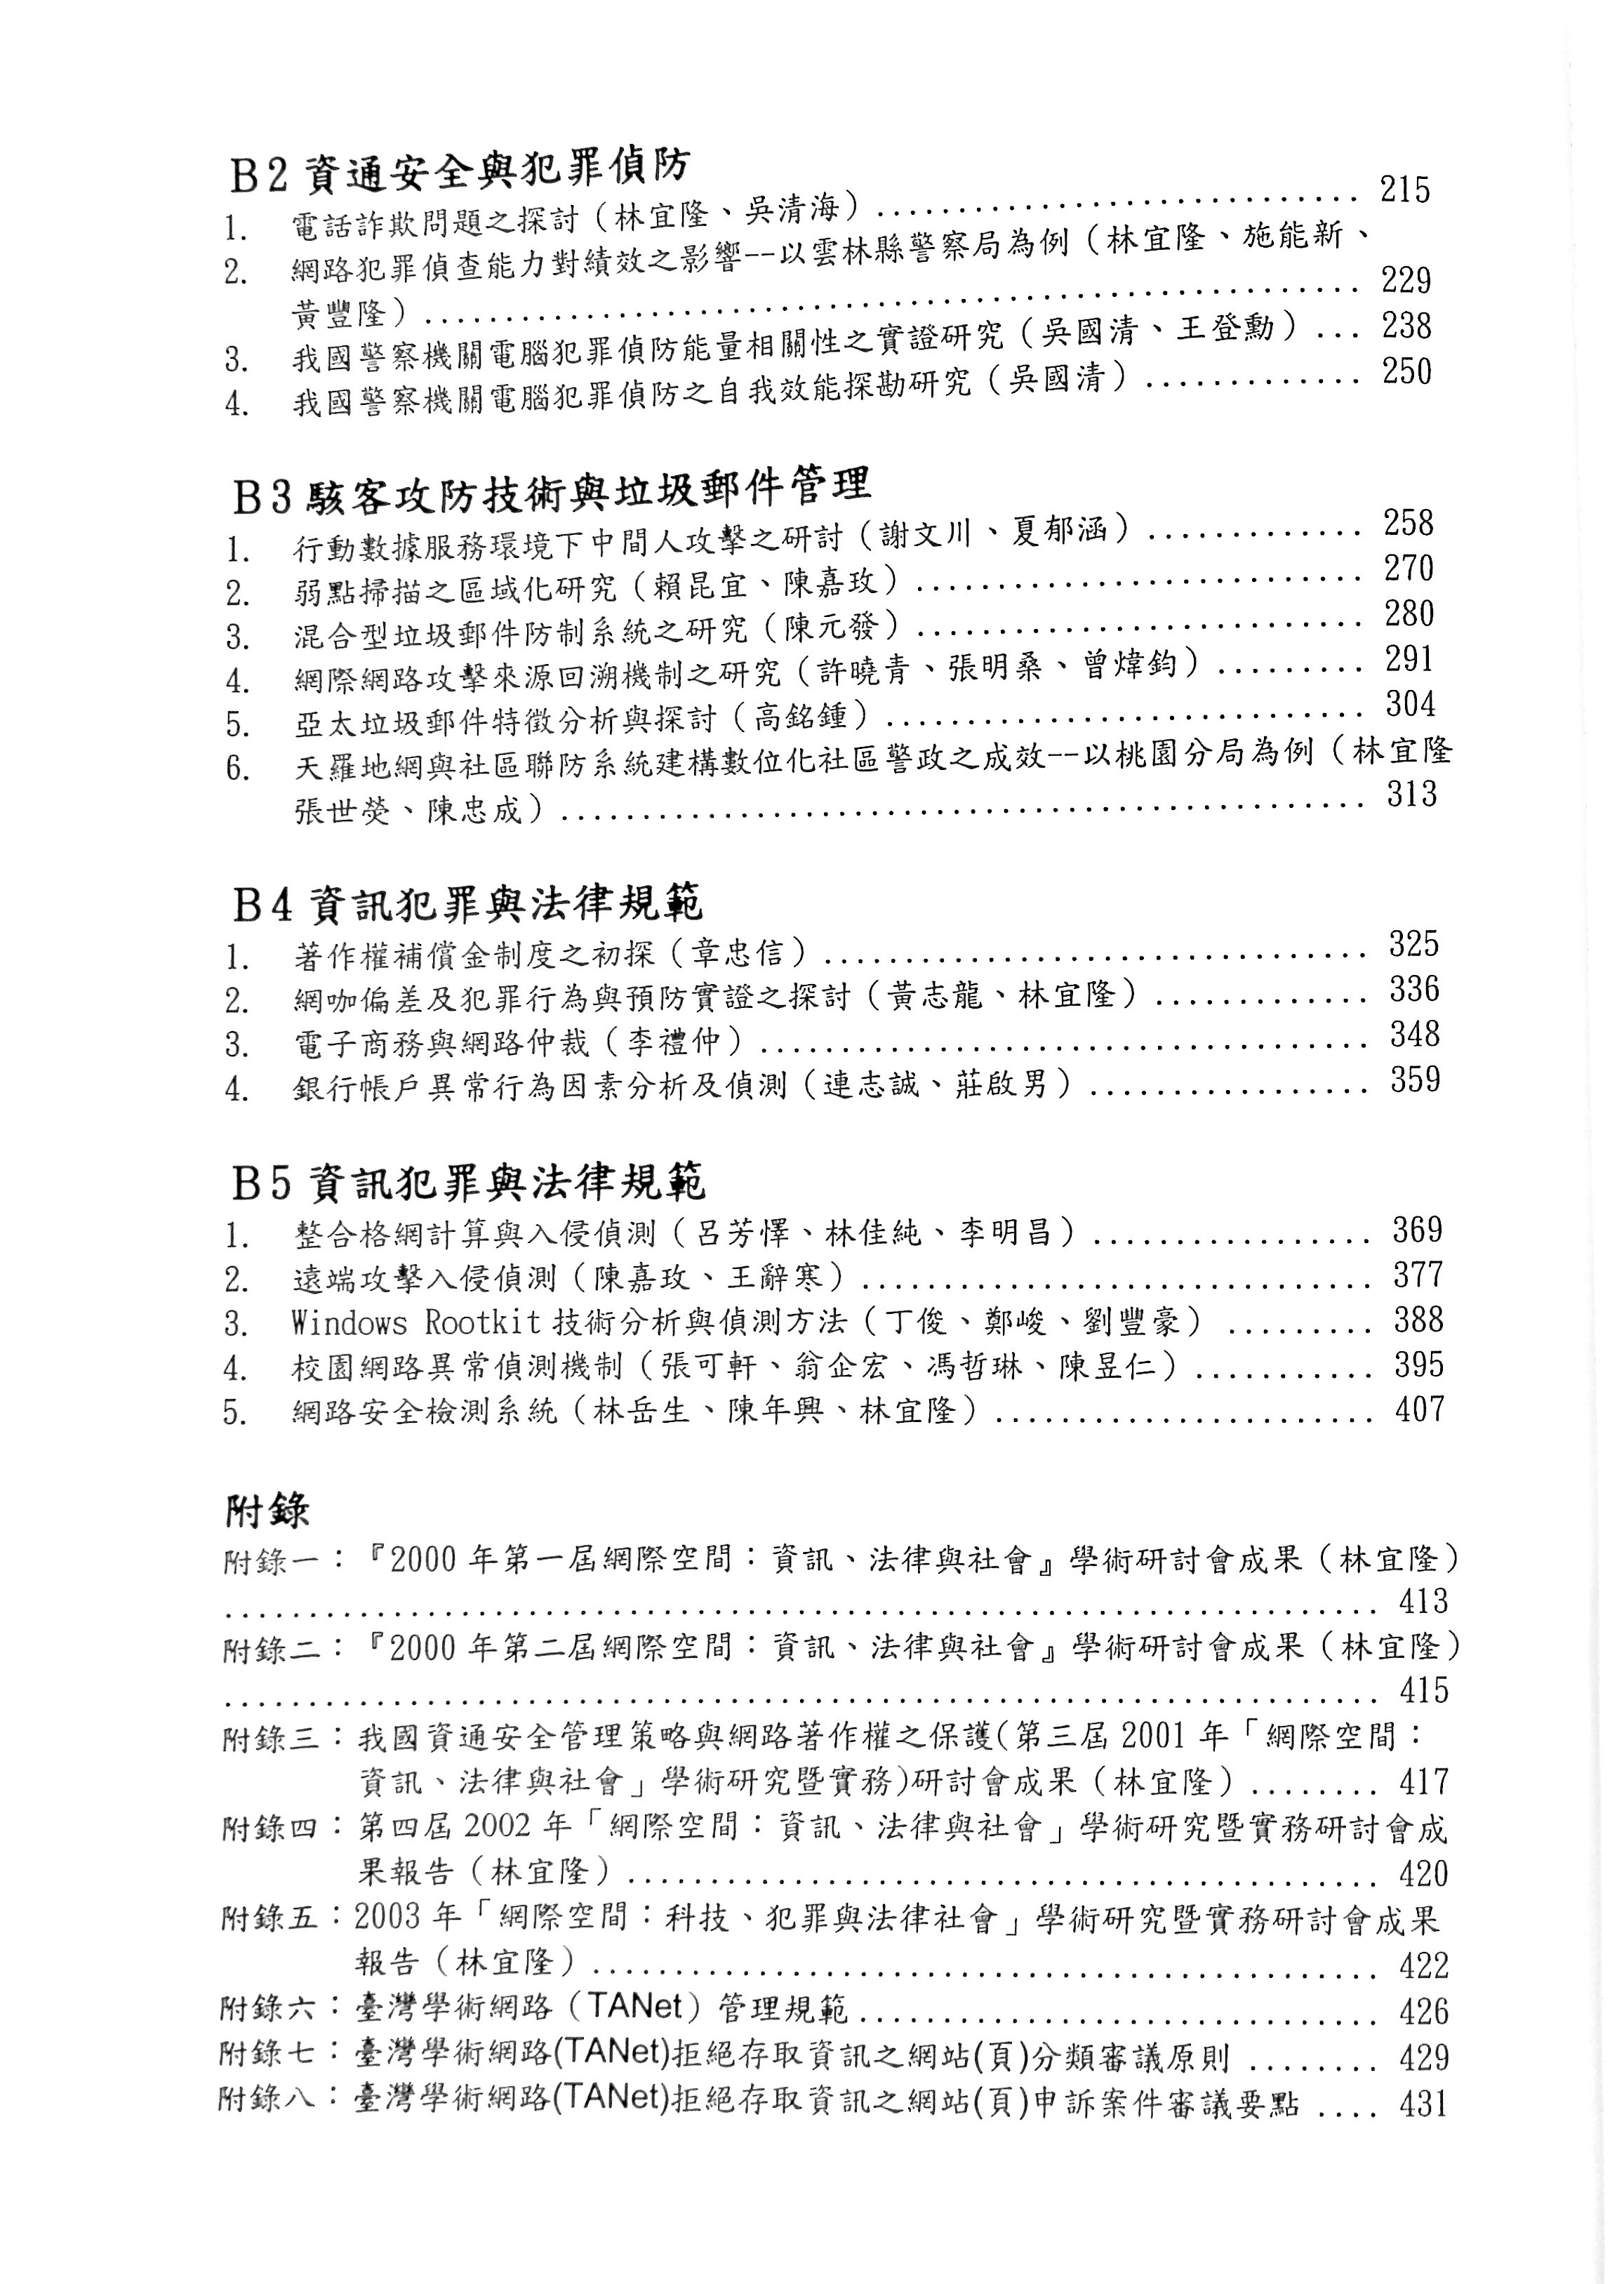 B2 資通安全與犯罪偵防
1. 電話詐欺問題之探討（林宜隆、吳清海）.............................. 215
2. 網路犯罪偵查能力對績效之影響--以雲林縣警察局為例（林宜隆、施能新、
黃豐隆）.......................................................... 229
3. 我國警察機關電腦犯罪偵防能量相關性之實證研究（吳國清、王登勳）... 238
4. 我國警察機關電腦犯罪偵防之自我效能探勘研究（吳國清）............. 250
B3 駭客攻防技術與垃圾郵件管理
1. 行動數據服務環境下中間人攻擊之研討（謝文川、夏郁涵）............. 258
2. 弱點掃描之區域化研究（賴昆宜、陳嘉玫）........................... 270
3. 混合型垃圾郵件防制系統之研究（陳元發）........................... 280
4. 網際網路攻擊來源回溯機制之研究（許曉青、張明桑、曾煒鈞）......... 291
5. 亞太垃圾郵件特徵分析與探討（高銘鍾）............................. 304
6. 天羅地網與社區聯防系統建構數位化社區警政之成效--以桃園分局為例（林宜隆
張世熒、陳忠成）................................................. 313
B4 資訊犯罪與法律規範
1. 著作權補償金制度之初探（章忠信）................................. 325
2. 網咖偏差及犯罪行為與預防實證之探討（黃志龍、林宜隆）............. 336
3. 電子商務與網路仲裁（李禮仲）..................................... 348
4. 銀行帳戶異常行為因素分析及偵測（連志誠、莊啟男）................. 359
B5 資訊犯罪與法律規範
1. 整合格網計算與入侵偵測（呂芳懌、林佳純、李明昌）................. 369
2. 遠端攻擊入侵偵測（陳嘉玫、王辭寒）............................... 377
3. Windows Rootkit 技術分析與偵測方法（丁俊、鄭峻、劉豐豪） ......... 388
4. 校園網路異常偵測機制（張可軒、翁企宏、馮哲琳、陳昱仁）........... 395
5. 網路安全檢測系統（林岳生、陳年興、林宜隆）....................... 407
附錄
附錄一：『2000 年第一屆網際空間：資訊、法律與社會』學術研討會成果（林宜隆）
...................................................................... 413
附錄二：『2000 年第二屆網際空間：資訊、法律與社會』學術研討會成果（林宜隆）
...................................................................... 415
附錄三：我國資通安全管理策略與網路著作權之保護(第三屆 2001 年「網際空間：
資訊、法律與社會」學術研究暨實務)研討會成果（林宜隆）........ 417
附錄四：第四屆 2002 年「網際空間：資訊、法律與社會」學術研究暨實務研討會成
果報告（林宜隆）.............................................. 420
附錄五：2003 年「網際空間：科技、犯罪與法律社會」學術研究暨實務研討會成果
報告（林宜隆）................................................ 422
附錄六：臺灣學術網路（TANet）管理規範................................ 426
附錄七：臺灣學術網路(TANet)拒絕存取資訊之網站(頁)分類審議原則 ........ 429
附錄八：臺灣學術網路(TANet)拒絕存取資訊之網站(頁)申訴案件審議要點 .... 431